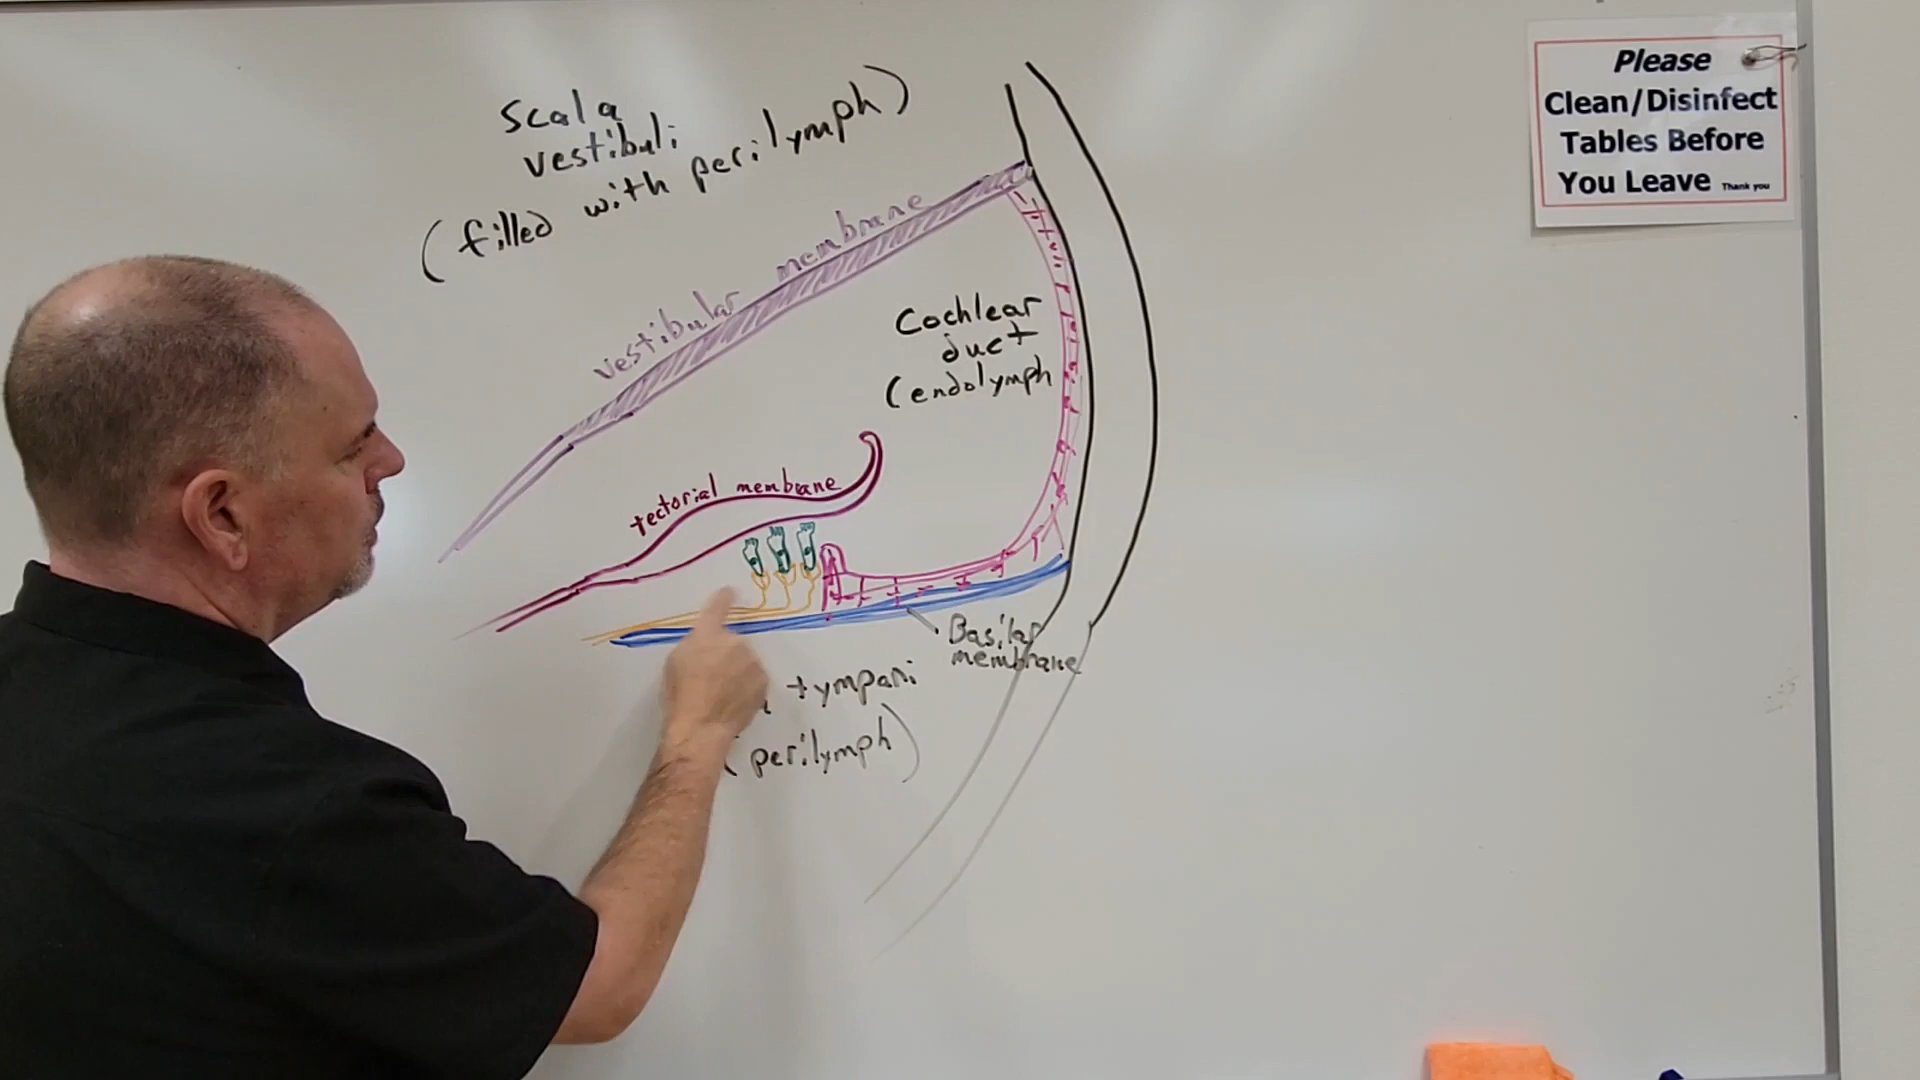 Scala
vestibuli
(filled with perilymph)
vestibular membrane
Cochlear
duct
(endolymph
tectorial membrane
Basilar
membrane
tympani
(perilymph)
Please
Clean/Disinfect
Tables Before
You Leave Thank you